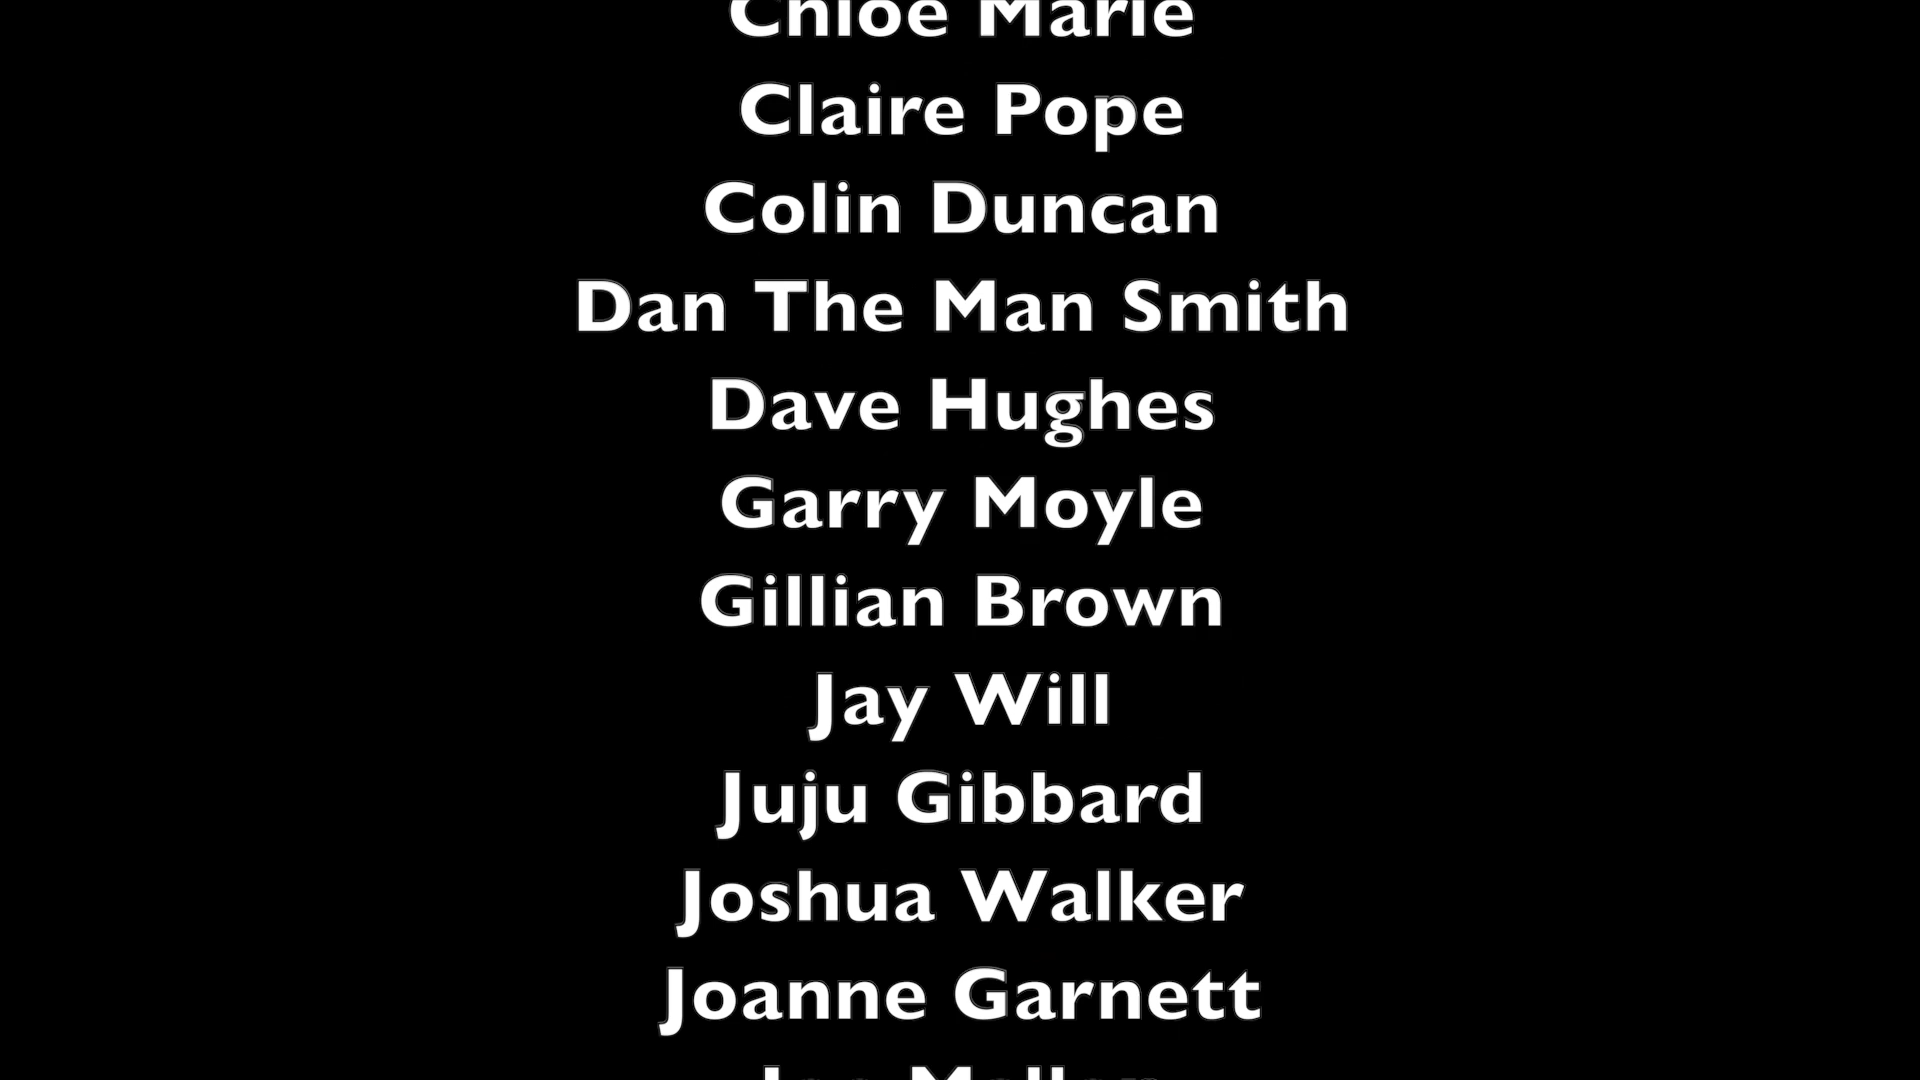 Chloe Marie
Claire Pope
Colin Duncan
Dan The Man Smith
Dave Hughes
Garry Moyle
Gillian Brown
Jay Will
Juju Gibbard
Joshua Walker
Joanne Garnett